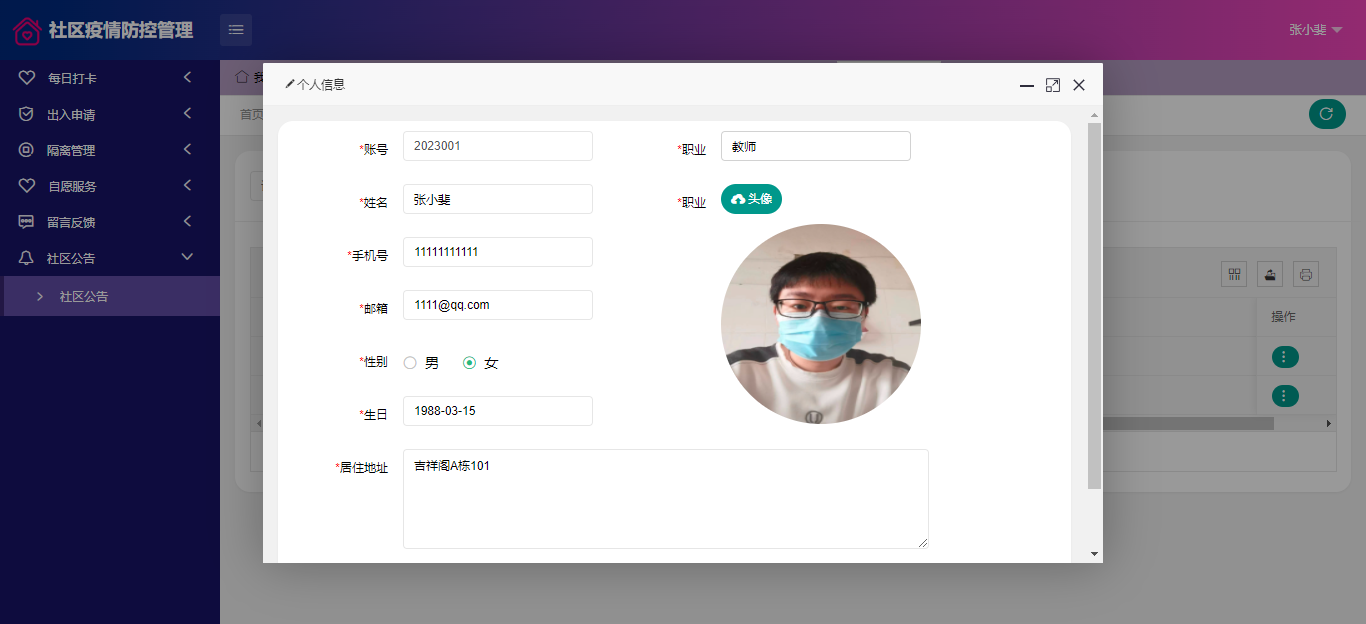 社区疫情防控管理
张小斐
每日打卡
出入申请
隔离管理
自愿服务
留言反馈
社区公告
社区公告
首页
操作
个人信息
*账号 2023001
*职业 教师
*姓名 张小斐
*职业 头像
*手机号 11111111111
*邮箱 1111@qq.com
*性别 男 女
*生日 1988-03-15
*居住地址 吉祥阁A栋101